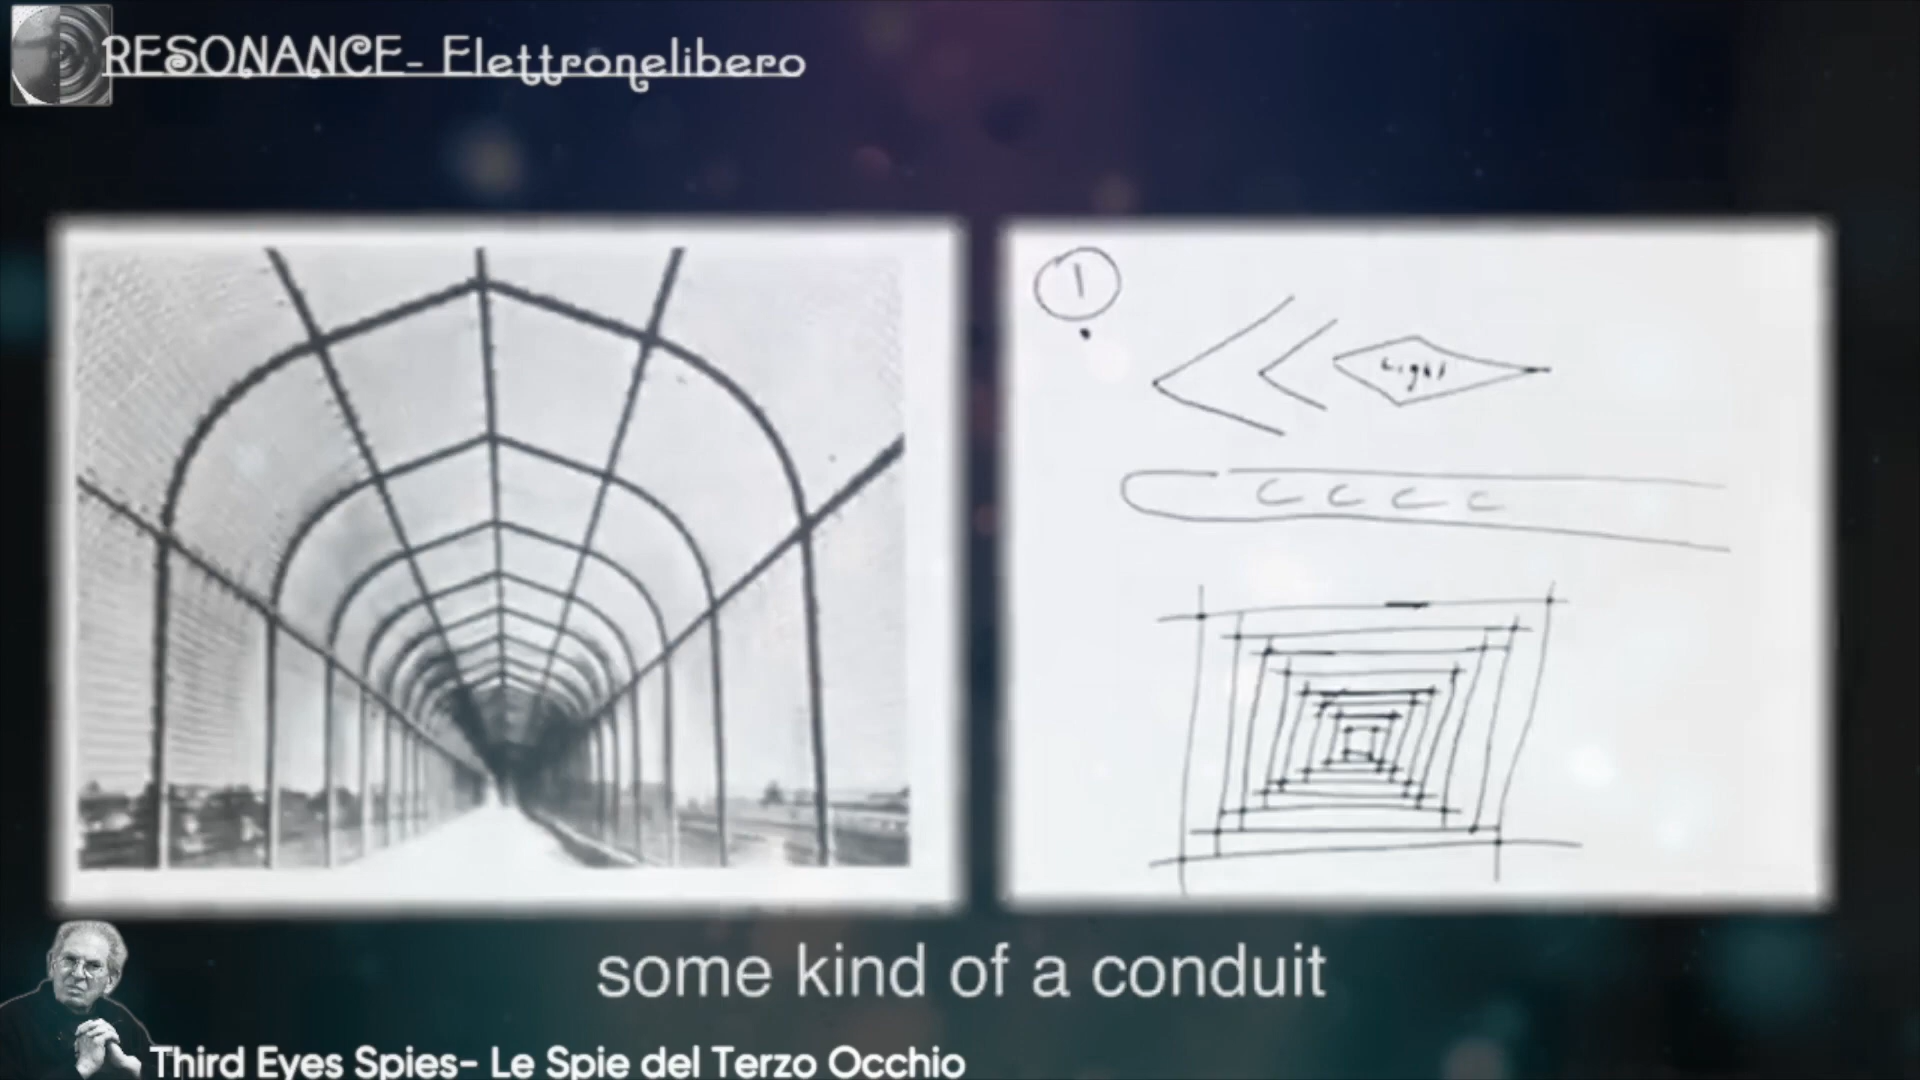 RESONANCE- Elettronelibero
1
Light
C C C C
some kind of a conduit
Third Eyes Spies- Le Spie del Terzo Occhio